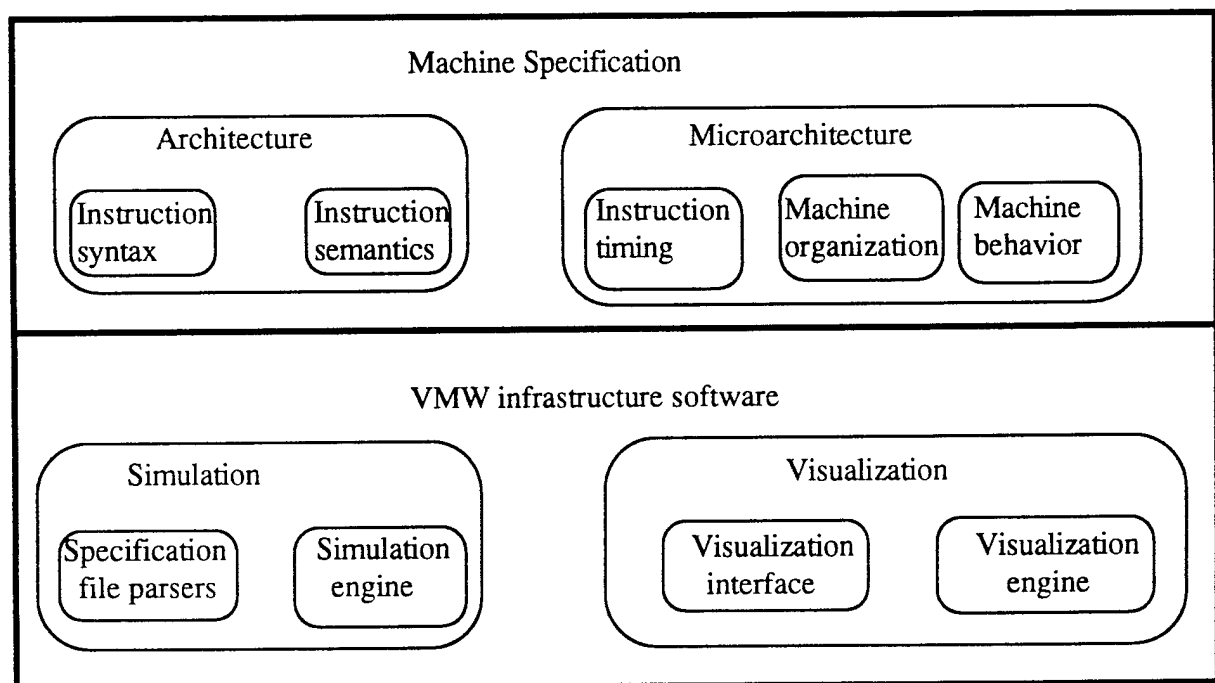 Machine Specification
Architecture
Instruction
syntax
Instruction
semantics
Microarchitecture
Instruction
timing
Machine
organization
Machine
behavior
VMW infrastructure software
Simulation
Specification
file parsers
Simulation
engine
Visualization
Visualization
interface
Visualization
engine